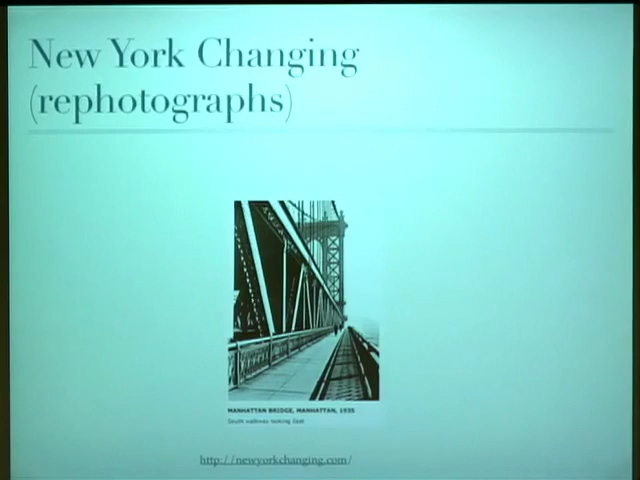 New York Changing
(rephotographs)
MANHATTAN BRIDGE, MANHATTAN, 1935
South walkway looking East
http://newyorkchanging.com/